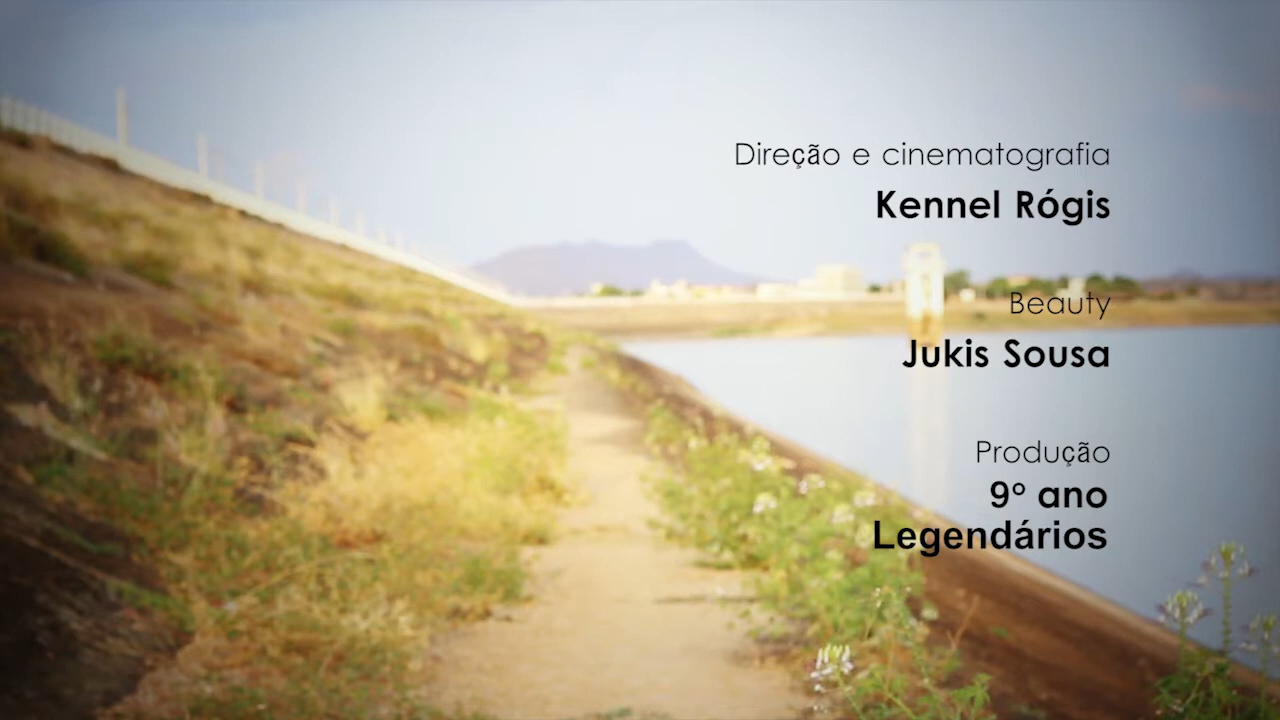 Direção e cinematografia
Kennel Rógis
Beauty
Jukis Sousa
Produção
9º ano
Legendários